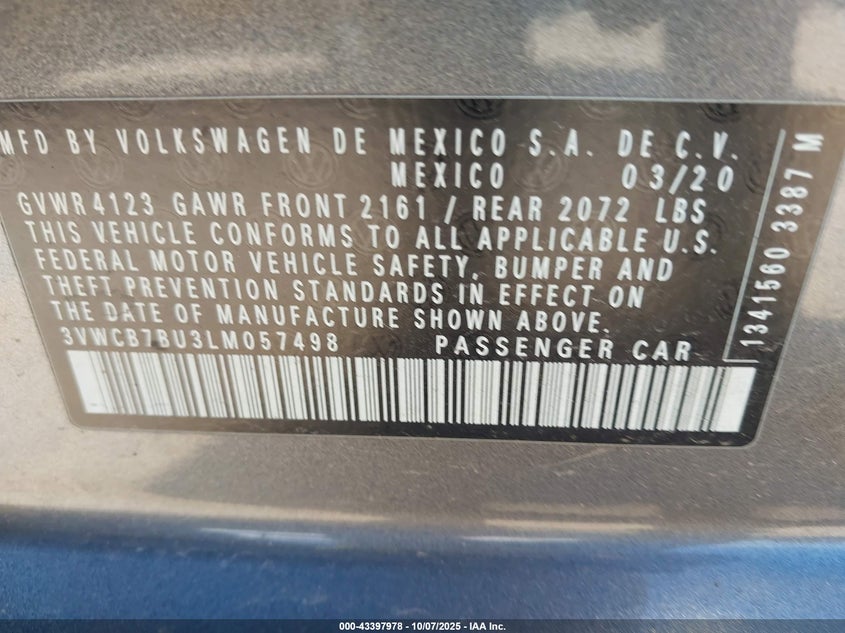 MFD BY VOLKSWAGEN DE MEXICO S.A. DE C.V.
MEXICO 03/20
GVWR 4123 GAWR FRONT 2161 / REAR 2072 LBS
THIS VEHICLE CONFORMS TO ALL APPLICABLE U.S.
FEDERAL MOTOR VEHICLE SAFETY, BUMPER AND
THEFT PREVENTION STANDARDS IN EFFECT ON
THE DATE OF MANUFACTURE SHOWN ABOVE.
3VWCB7BU3LM057498 PASSENGER CAR
1341560 3387 M
000-43397978 - 10/07/2025 - IAA Inc.